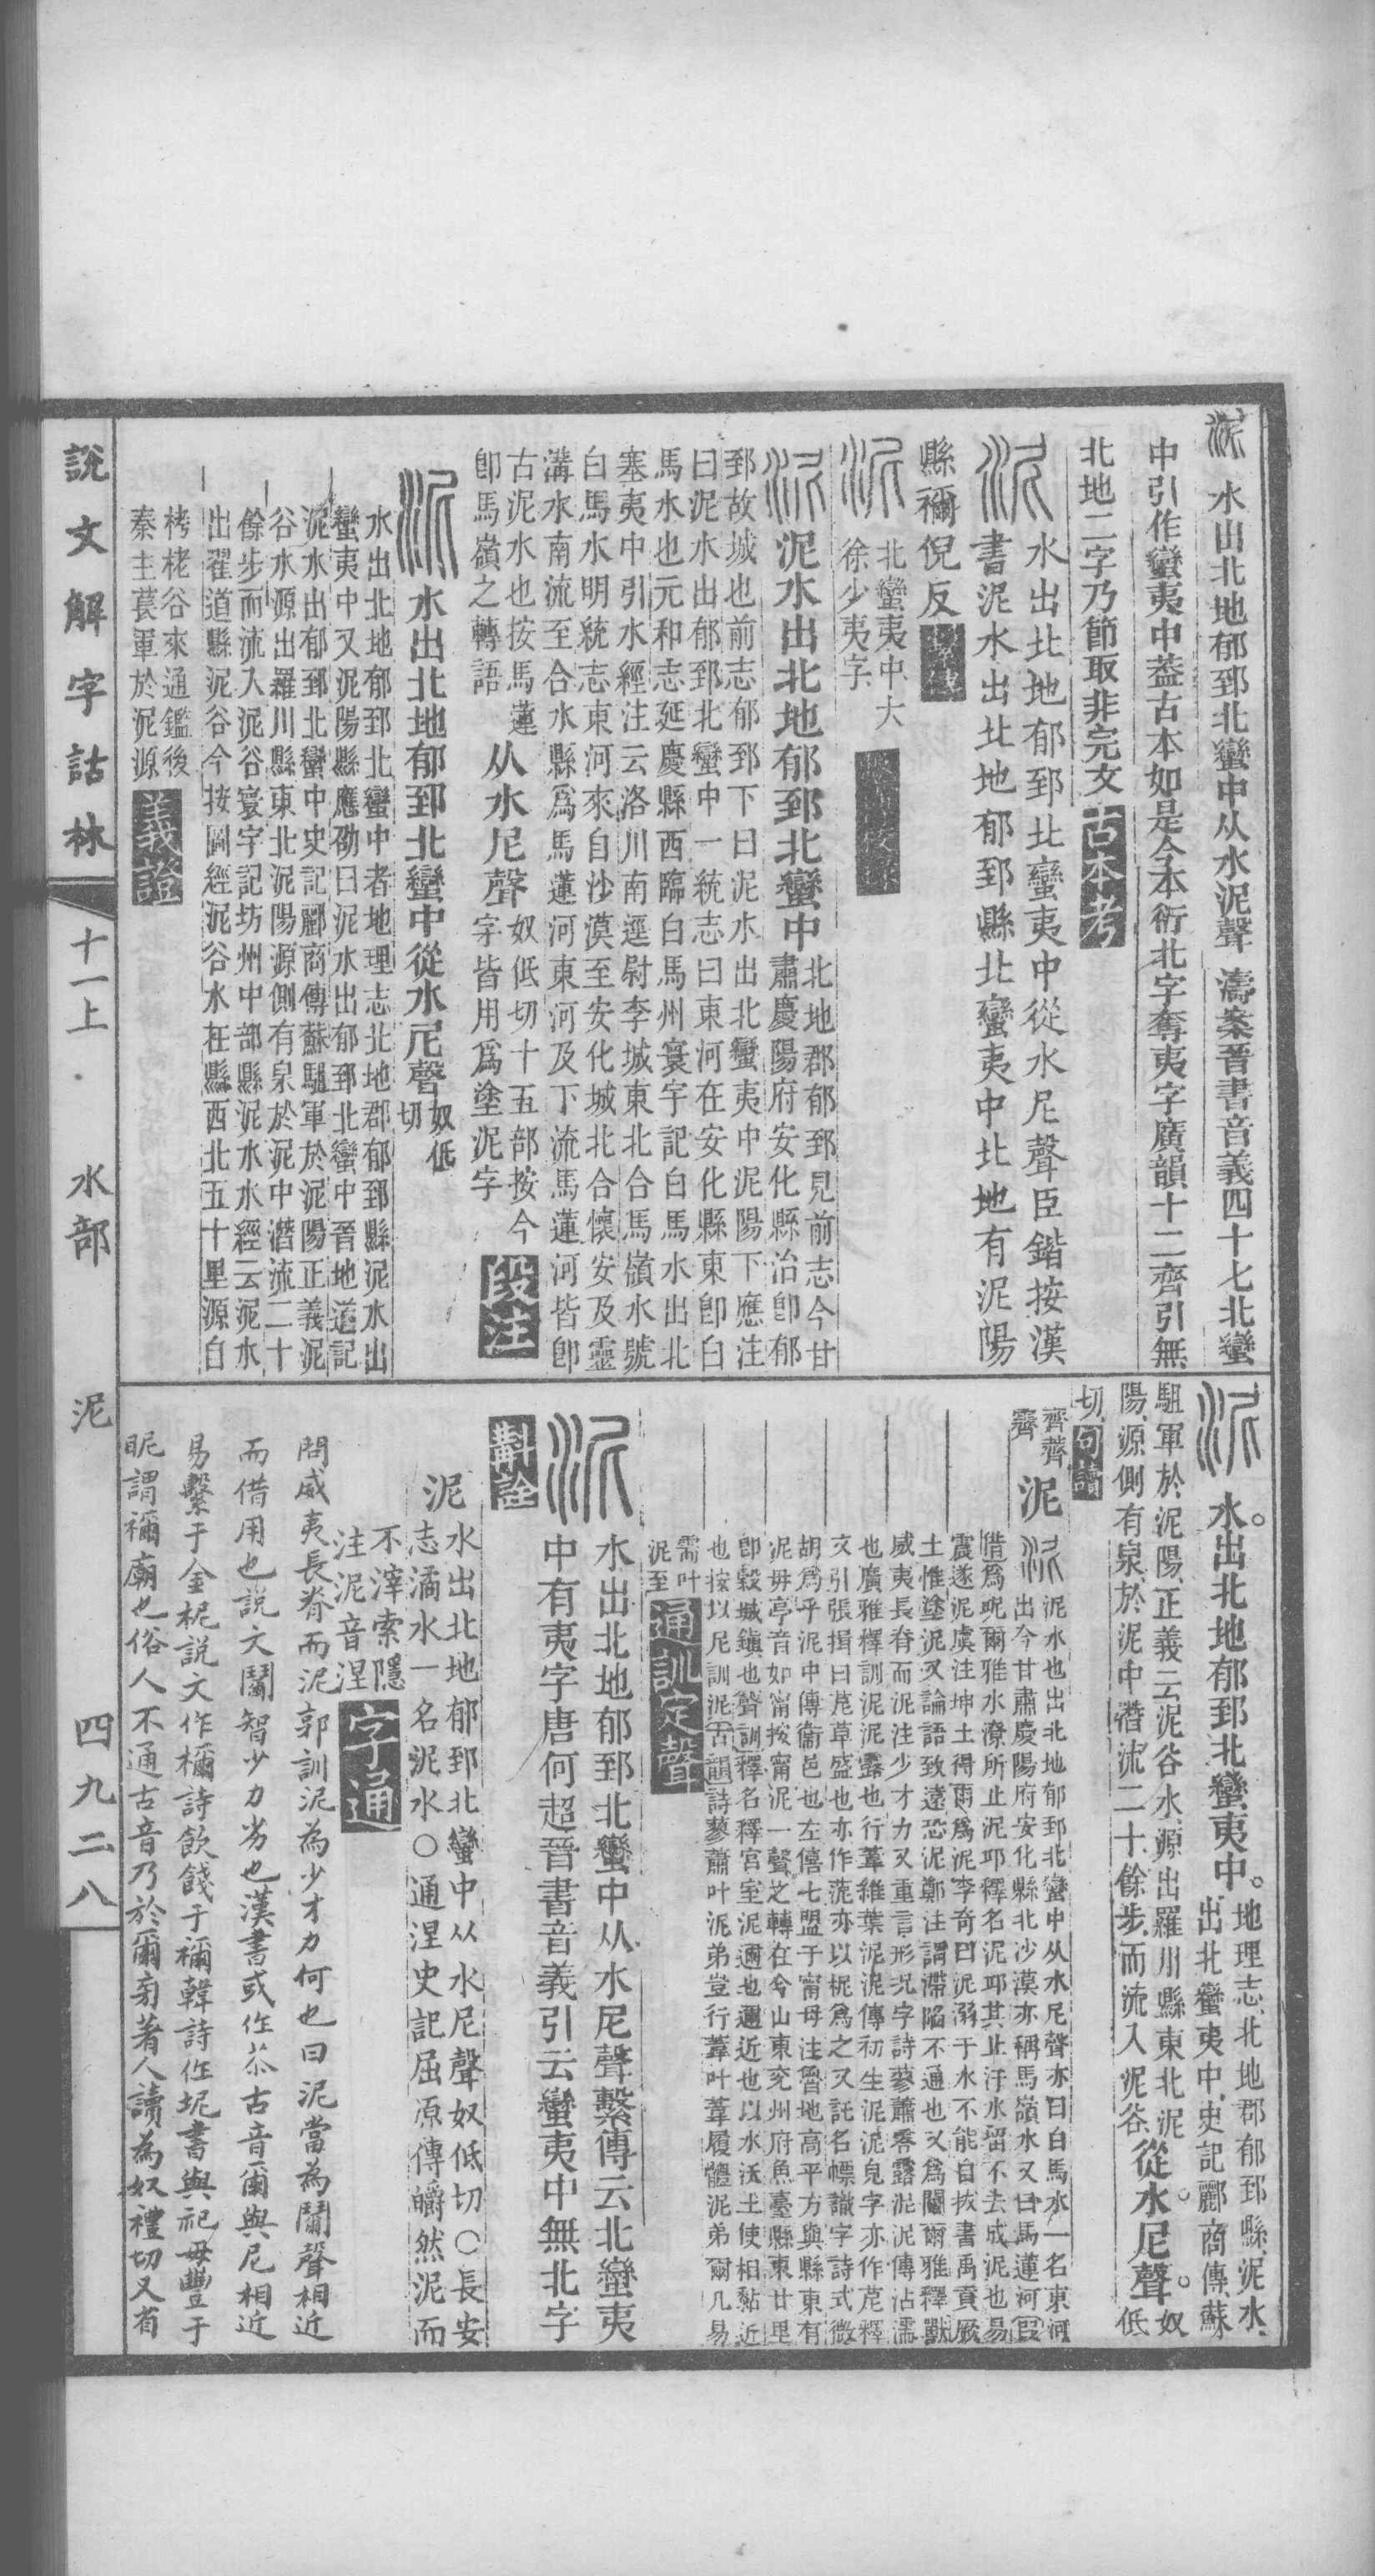 泥 水出北地郁郅北蠻中从水泥聲 濤案晉書音義四十七北蠻
中引作蠻夷中葢古本如是今本衍北字奪夷字廣韻十二齊引無
北地二字乃節取非完文 古本考
泥 水出北地郁郅北蠻夷中從水尼聲臣鍇按漢
書泥水出北地郁郅縣北蠻夷中北地有泥陽
縣禰倪反
泥 北蠻夷中大
徐少夷字
泥 泥水出北地郁郅北蠻中 北地郡郁郅見前志今甘
肅慶陽府安化縣治卽郁
郅故城也前志郁郅下曰泥水出北蠻夷中泥陽下應注
曰泥水出郁郅北蠻中一統志曰東河在安化縣東卽白
馬水也元和志延慶縣西臨白馬州寰宇記白馬水出北
塞夷中引水經注云洛川南逕尉李城東北合馬嶺水號
白馬水明統志東河來自沙漠至安化城北合懷安及靈
溝水南流至合水縣爲馬蓮河東河及下流馬蓮河皆卽
古泥水也按馬蓮
卽馬嶺之轉語 从水尼聲 奴低切十五部按今
字皆用爲塗泥字 段注
泥 水出北地郁郅北蠻中從水尼聲 奴低
切
水出北地郁郅北蠻中者地理志北地郡郁郅縣泥水出
蠻夷中又泥陽縣應劭曰泥水出郁郅北蠻中晉地道記
泥水出郁郅北蠻中史記酈商傳蘇駔軍於泥陽正義泥
谷水源出羅川縣東北泥陽源側有泉於泥中潛流二十
餘步而流入泥谷寰宇記坊州中部縣泥水水經云泥水
出翟道縣泥谷今按圖經泥谷水在縣西北五十里源自
栲栳谷來通鑑後
秦主萇軍於泥源 義證
泥 水出北地郁郅北蠻夷中 地理志北地郡郁郅縣泥水
出北蠻夷中史記酈商傳蘇
駔軍於泥陽正義云泥谷水源出羅川縣東北泥
陽源側有泉於泥中潛流二十餘步而流入泥谷 從水尼聲 奴
低
切 句讀
齊薺
霽 泥 泥 泥水也出北地郁郅北蠻中从水尼聲亦曰白馬水一名東河
出今甘肅慶陽府安化縣北沙漠亦稱馬嶺水又曰馬蓮河 假
借爲呢爾雅水潦所止泥邱釋名泥邱其止汙水留不去成泥也易
震遂泥虞注坤土得雨爲泥李奇曰泥溺于水不能自拔書禹貢厥
土惟塗泥又論語致遠恐泥鄭注謂滯陷不通也又爲䦵爾雅釋獸
威夷長脊而泥注少才力又重言形況字詩蓼蕭零露泥泥傳沾濡
也廣雅釋訓泥泥露也行葦維葉泥泥傳初生泥泥皃字亦作苨釋
文引張揖曰苨草盛也亦作㳮亦以柅爲之又託名幖識字詩式微
胡爲乎泥中傳衞邑也左僖七盟于甯母注魯地高平方與縣東有
泥毋亭音如甯按甯泥一聲之轉在今山東兗州府魚臺縣東廿里
卽穀城鎭也 聲訓 釋名釋宮室泥邇也邇近也以水沃土使相黏近
也按以尼訓泥 古韻 詩蓼蕭叶泥弟豈行葦叶葦履體泥弟爾几易
需叶
泥至 通訓定聲
泥 水出北地郁郅北蠻中从水尼聲繫傳云北蠻夷
中有夷字唐何超晉書音義引云蠻夷中無北字
斠詮
泥 水出北地郁郅北蠻中从水尼聲奴低切○長安
志潏水一名泥水○通涅史記屈原傳皭然泥而
不滓索隱
注泥音涅 字通
問威夷長脊而泥郭訓泥為少才力何也曰泥當為䦵聲相近
而借用也說文䦵智少力劣也漢書或作苶古音爾與尼相近
易繫于金柅說文作檷詩飲餞于禰韓詩作坭書典祀毋豐于
昵謂禰廟也俗人不通古音乃於爾旁著人讀為奴禮切又有
說文解字詁林 十一上 水部 泥 四九二八